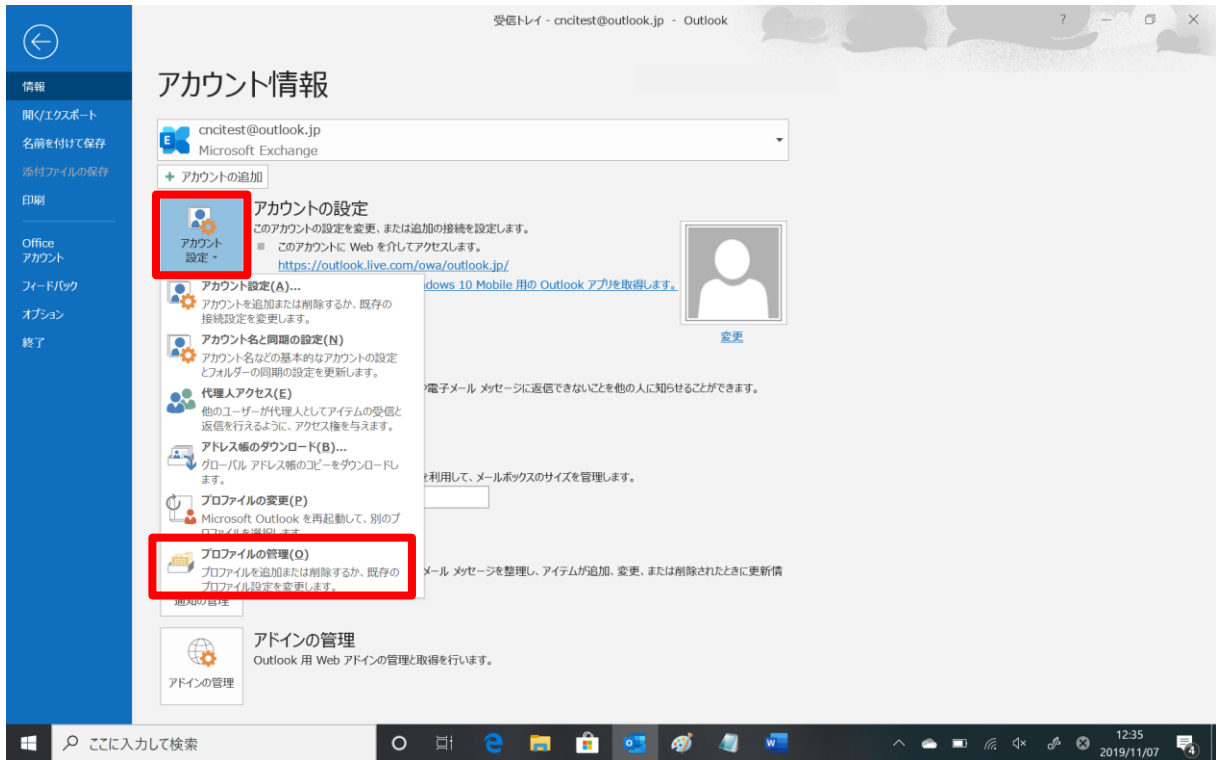 受信トレイ - cncitest@outlook.jp - Outlook
?
情報
開く/エクスポート
名前を付けて保存
添付ファイルの保存
印刷
Office
アカウント
フィードバック
オプション
終了
アカウント情報
cncitest@outlook.jp
Microsoft Exchange
アカウントの追加
アカウント
設定
アカウントの設定
このアカウントの設定を変更、または追加の接続を設定します。
このアカウントに Web を介してアクセスします。
https://outlook.live.com/owa/outlook.jp/
dows 10 Mobile 用の Outlook アプリを取得します。
変更
アカウント設定(A)...
アカウントを追加または削除するか、既存の
接続設定を変更します。
アカウント名と同期の設定(N)
アカウント名などの基本的なアカウントの設定
とフォルダーの同期の設定を更新します。
電子メール メッセージに返信できないことを他の人に知らせることができます。
代理人アクセス(E)
他のユーザーが代理人としてアイテムの受信と
返信を行えるように、アクセス権を与えます。
アドレス帳のダウンロード(B)...
グローバル アドレス帳のコピーをダウンロードし
ます。
を利用して、メールボックスのサイズを管理します。
プロファイルの変更(P)
Microsoft Outlook を再起動して、別のプ
ロファイルを選択します
プロファイルの管理(O)
プロファイルを追加または削除するか、既存の
プロファイル設定を変更します。
メール メッセージを整理し、アイテムが追加、変更、または削除されたときに更新情
通知の管理
アドインの管理
アドインの管理
Outlook 用 Web アドインの管理と取得を行います。
ここに入力して検索
12:35
2019/11/07
4